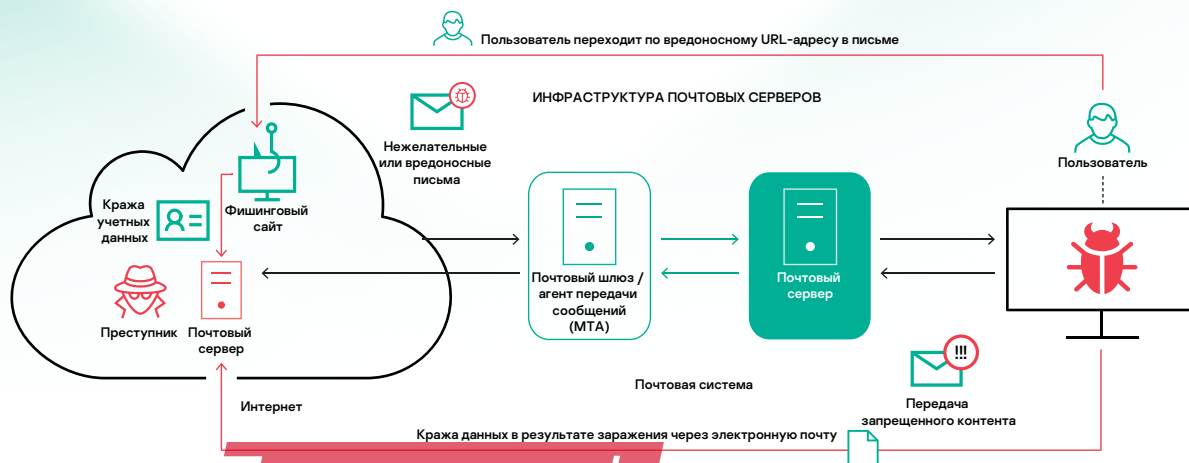 Пользователь переходит по вредоносному URL-адресу в письме
ИНФРАСТРУКТУРА ПОЧТОВЫХ СЕРВЕРОВ
Нежелательные
или вредоносные
письма
Пользователь
Кража
учетных
данных
Фишинговый
сайт
Почтовый шлюз /
агент передачи
сообщений
(MTA)
Почтовый
сервер
Преступник
Почтовый
сервер
!!!
Почтовая система
Передача
запрещенного контента
Интернет
Кража данных в результате заражения через электронную почту